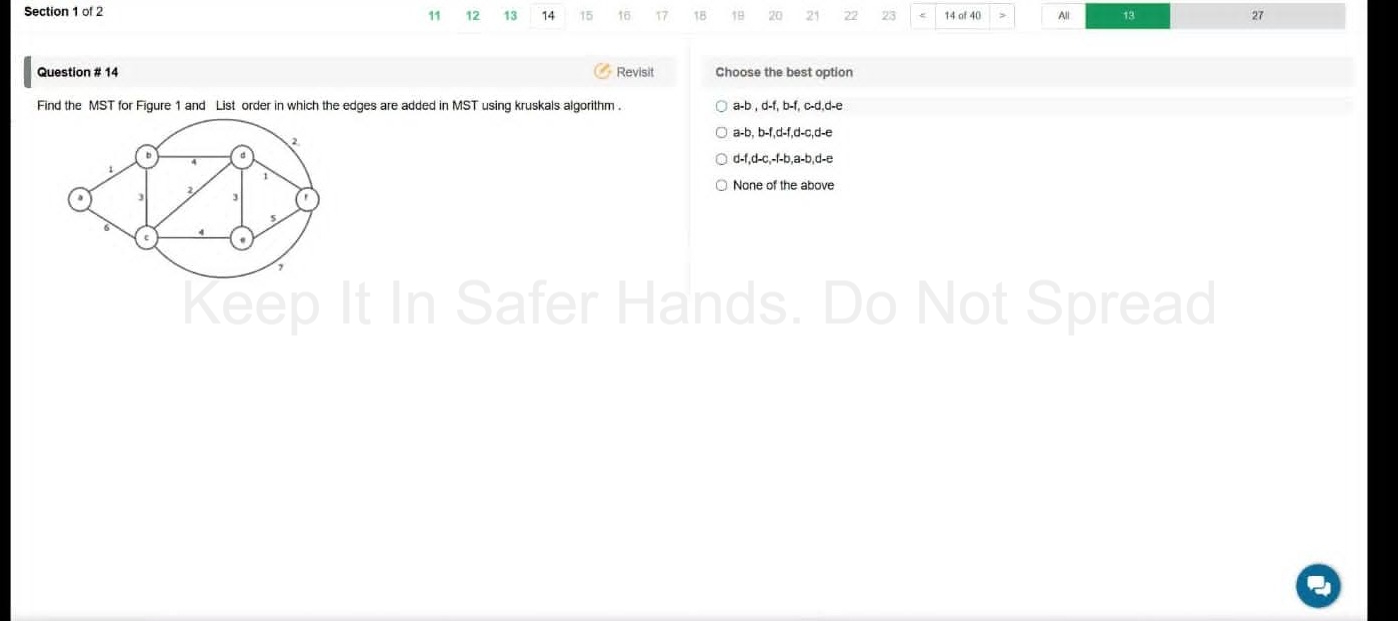 Section 1 of 2
11 12 13 14 15 16 17 18 19 20 21 22 23 < 14 of 40 > All 13 27
Question # 14
Revisit
Find the MST for Figure 1 and List order in which the edges are added in MST using kruskals algorithm .
2
b
4
d
1
1
a
3
2
3
f
6
5
c
4
e
7
Choose the best option
a-b , d-f, b-f, c-d,d-e
a-b, b-f,d-f,d-c,d-e
d-f,d-c,-f-b,a-b,d-e
None of the above
Keep It In Safer Hands. Do Not Spread